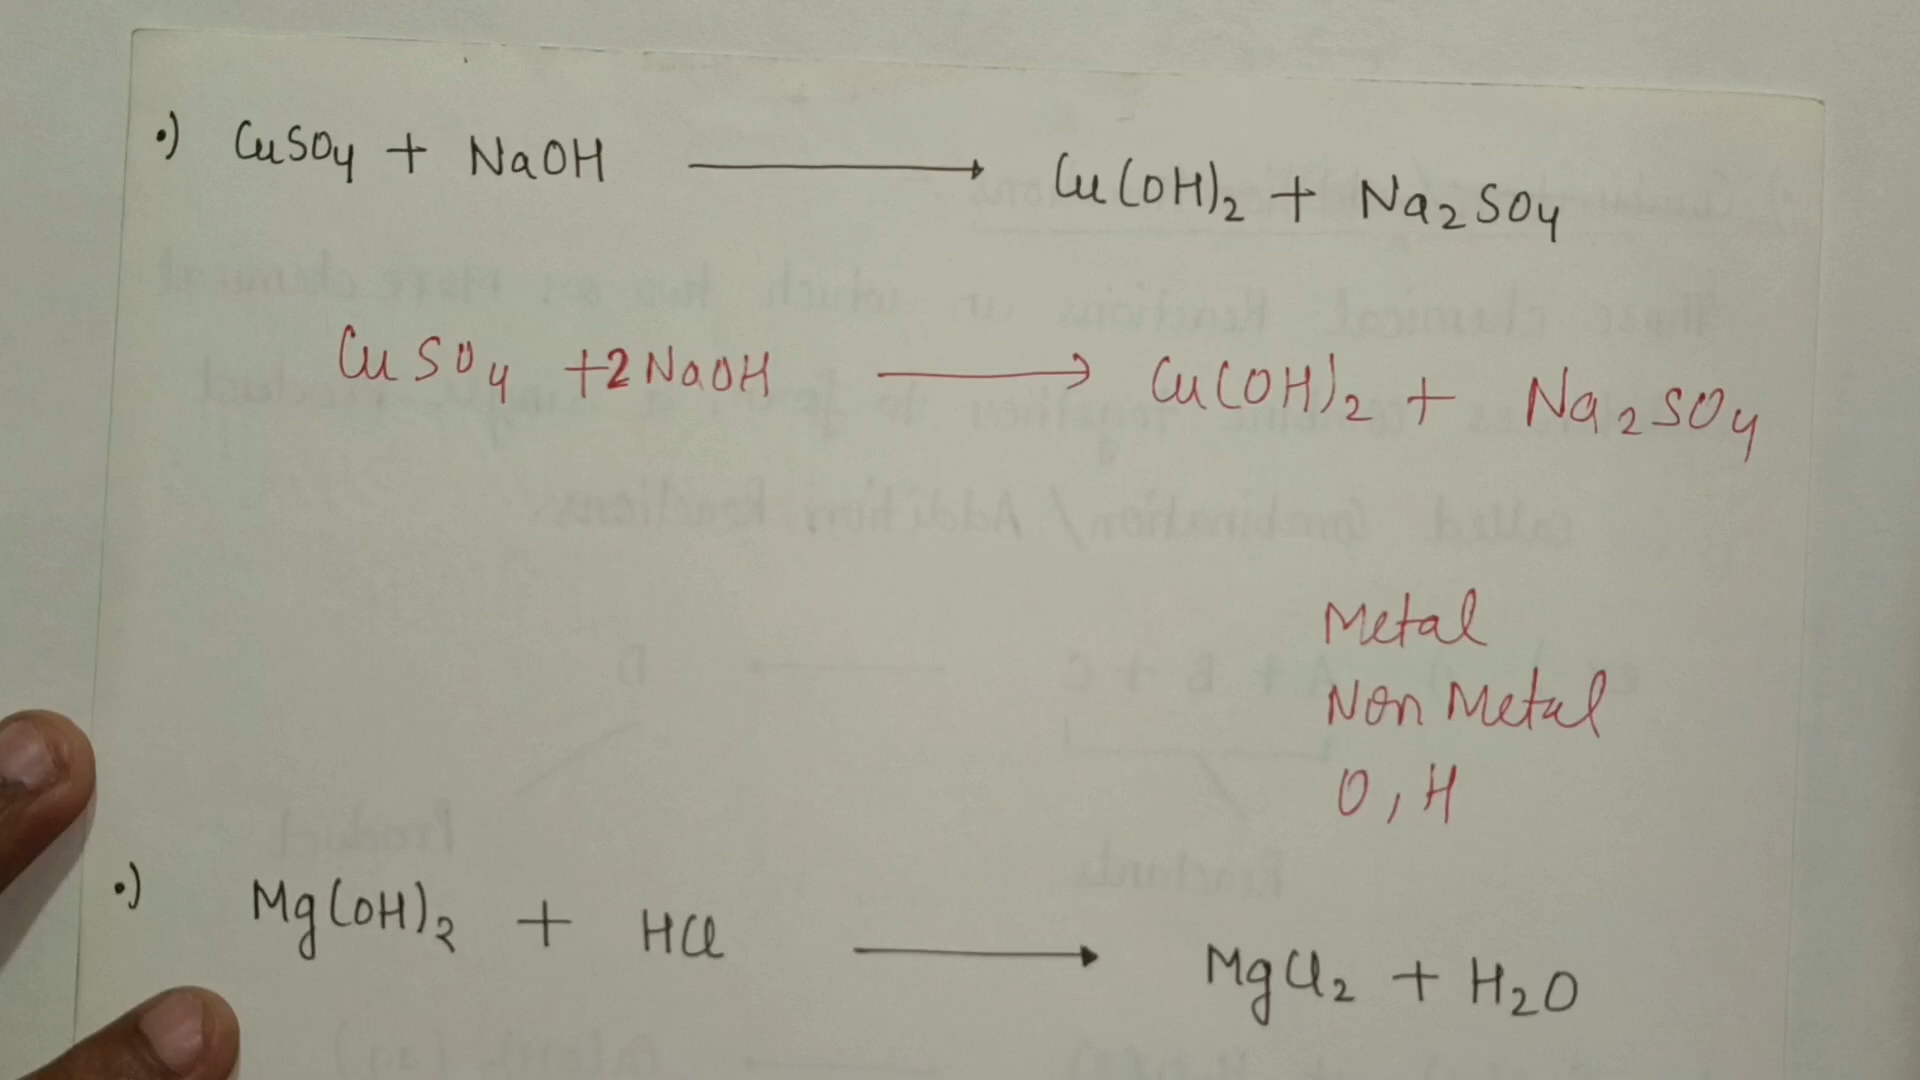 •) CuSO4 + NaOH ⟶ Cu(OH)2 + Na2SO4
CuSO4 +2NaOH ⟶ Cu(OH)2 + Na2SO4
Metal
Non Metal
O, H
•) Mg(OH)2 + HCl ⟶ MgCl2 + H2O